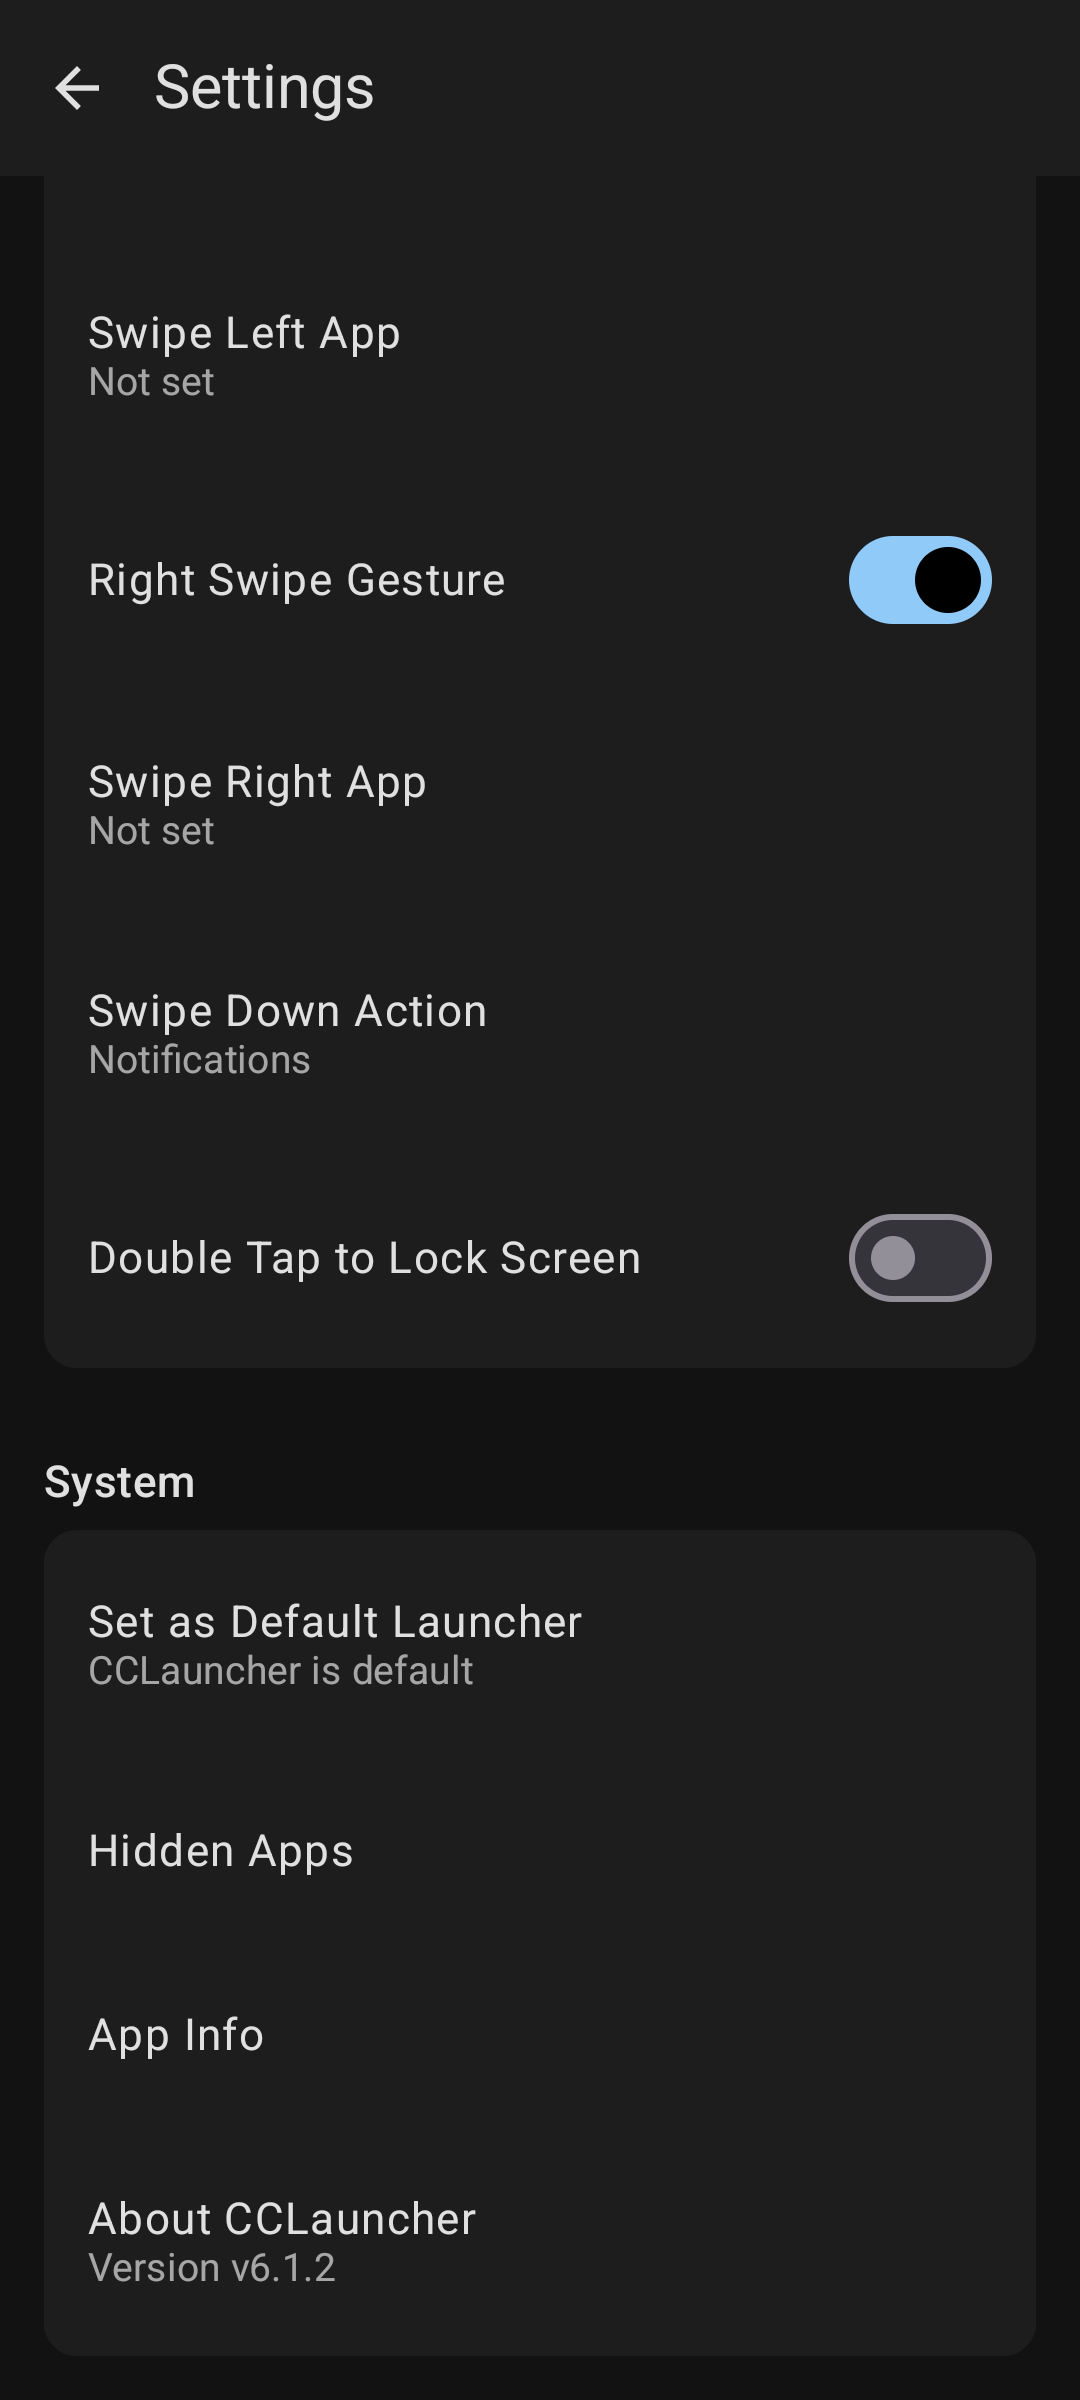 Settings
Swipe Left App
Not set
Right Swipe Gesture
Swipe Right App
Not set
Swipe Down Action
Notifications
Double Tap to Lock Screen
System
Set as Default Launcher
CCLauncher is default
Hidden Apps
App Info
About CCLauncher
Version v6.1.2